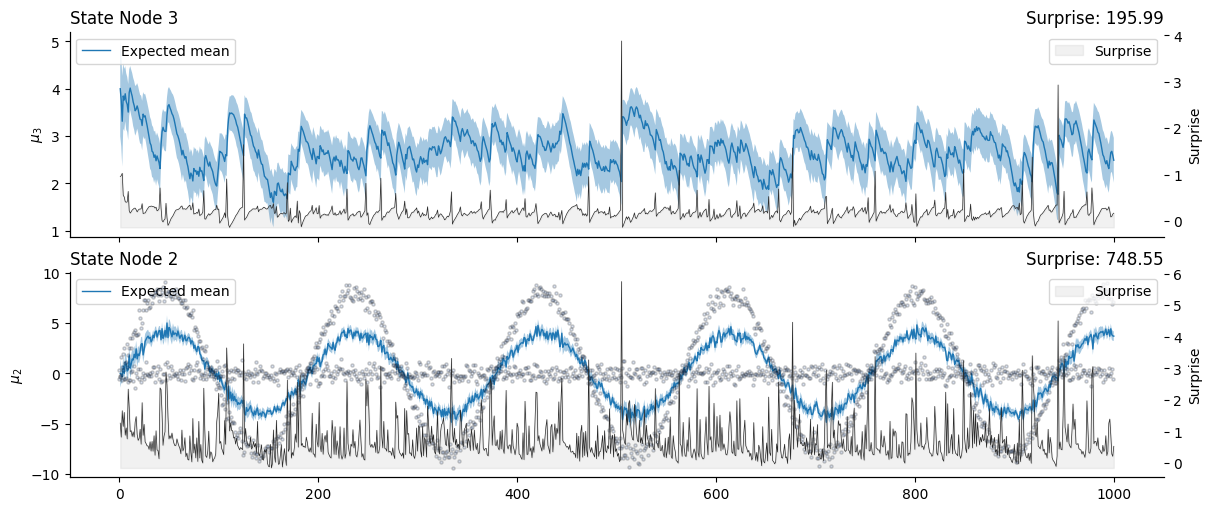 State Node 3
Surprise: 195.99
Expected mean
Surprise
5
4
3
2
1
μ3
4
3
2
1
0
Surprise
State Node 2
Surprise: 748.55
Expected mean
Surprise
10
5
0
−5
−10
μ2
6
5
4
3
2
1
0
Surprise
0
200
400
600
800
1000